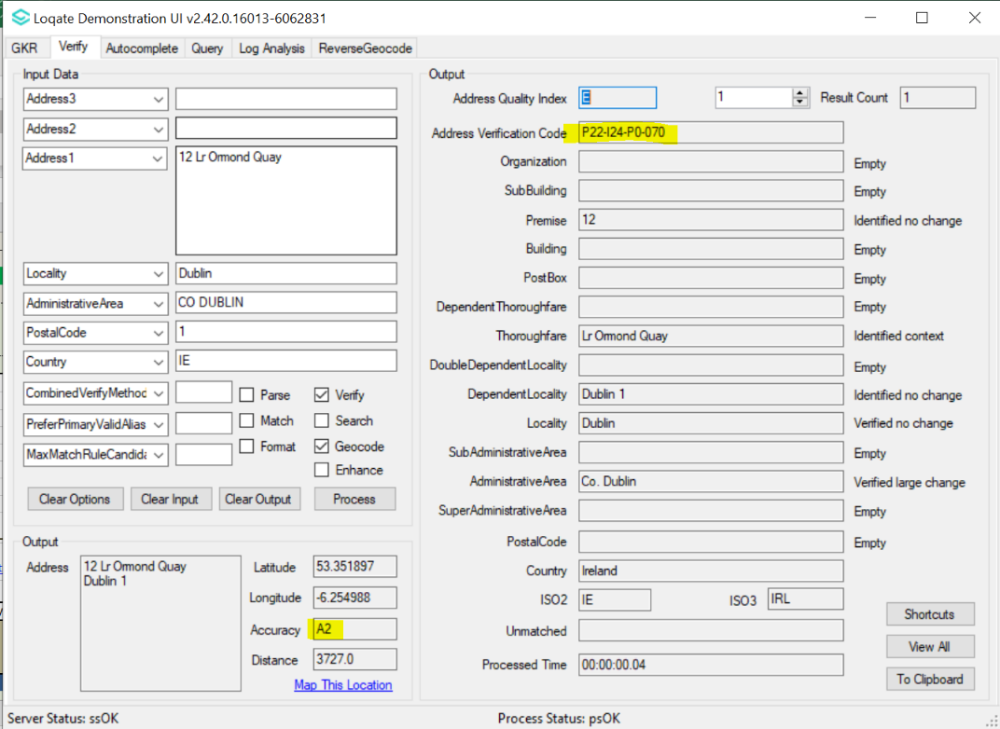 Loqate Demonstration UI v2.42.0.16013-6062831
GKR Verify Autocomplete Query Log Analysis ReverseGeocode
Input Data
Address3
Address2
Address1 12 Lr Ormond Quay
Locality Dublin
AdministrativeArea CO DUBLIN
PostalCode 1
Country IE
CombinedVerifyMethod Parse Verify
PreferPrimaryValidAlias Match Search
MaxMatchRuleCandida Format Geocode
Enhance
Clear Options Clear Input Clear Output Process
Output
Address 12 Lr Ormond Quay
Dublin 1
Latitude 53.351897
Longitude -6.254988
Accuracy A2
Distance 3727.0
Map This Location
Output
Address Quality Index E 1 Result Count 1
Address Verification Code P22-I24-P0-070
Organization Empty
SubBuilding Empty
Premise 12 Identified no change
Building Empty
PostBox Empty
DependentThoroughfare Empty
Thoroughfare Lr Ormond Quay Identified context
DoubleDependentLocality Empty
DependentLocality Dublin 1 Identified no change
Locality Dublin Verified no change
SubAdministrativeArea Empty
AdministrativeArea Co. Dublin Verified large change
SuperAdministrativeArea Empty
PostalCode Empty
Country Ireland
ISO2 IE ISO3 IRL
Unmatched
Processed Time 00:00:00.04
Shortcuts
View All
To Clipboard
Server Status: ssOK Process Status: psOK